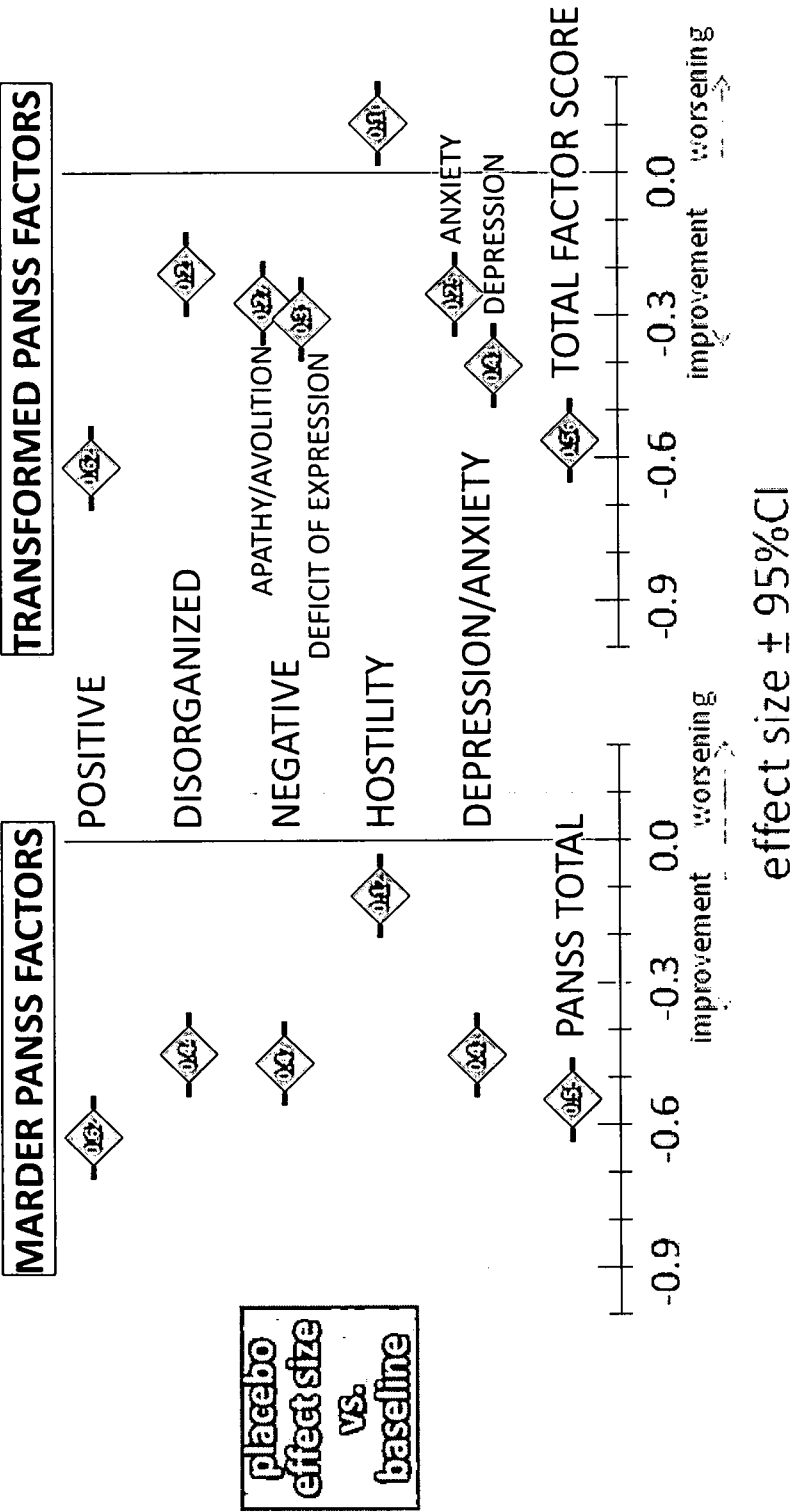 placebo
effect size
vs.
baseline
MARDER PANSS FACTORS
TRANSFORMED PANSS FACTORS
POSITIVE
DISORGANIZED
NEGATIVE
APATHY/AVOLITION
DEFICIT OF EXPRESSION
HOSTILITY
DEPRESSION/ANXIETY
ANXIETY
DEPRESSION
PANSS TOTAL
TOTAL FACTOR SCORE
0.56
-0.9 -0.6 -0.3 0.0
-0.9 -0.6 -0.3 0.0
improvement worsening
improvement worsening
effect size ± 95%CI